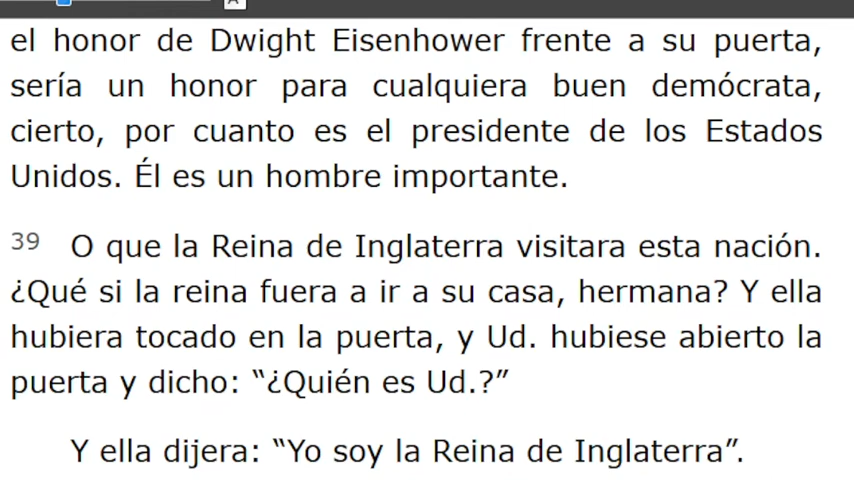 el honor de Dwight Eisenhower frente a su puerta,
sería un honor para cualquiera buen demócrata,
cierto, por cuanto es el presidente de los Estados
Unidos. Él es un hombre importante.
39 O que la Reina de Inglaterra visitara esta nación.
¿Qué si la reina fuera a ir a su casa, hermana? Y ella
hubiera tocado en la puerta, y Ud. hubiese abierto la
puerta y dicho: “¿Quién es Ud.?”
Y ella dijera: “Yo soy la Reina de Inglaterra”.